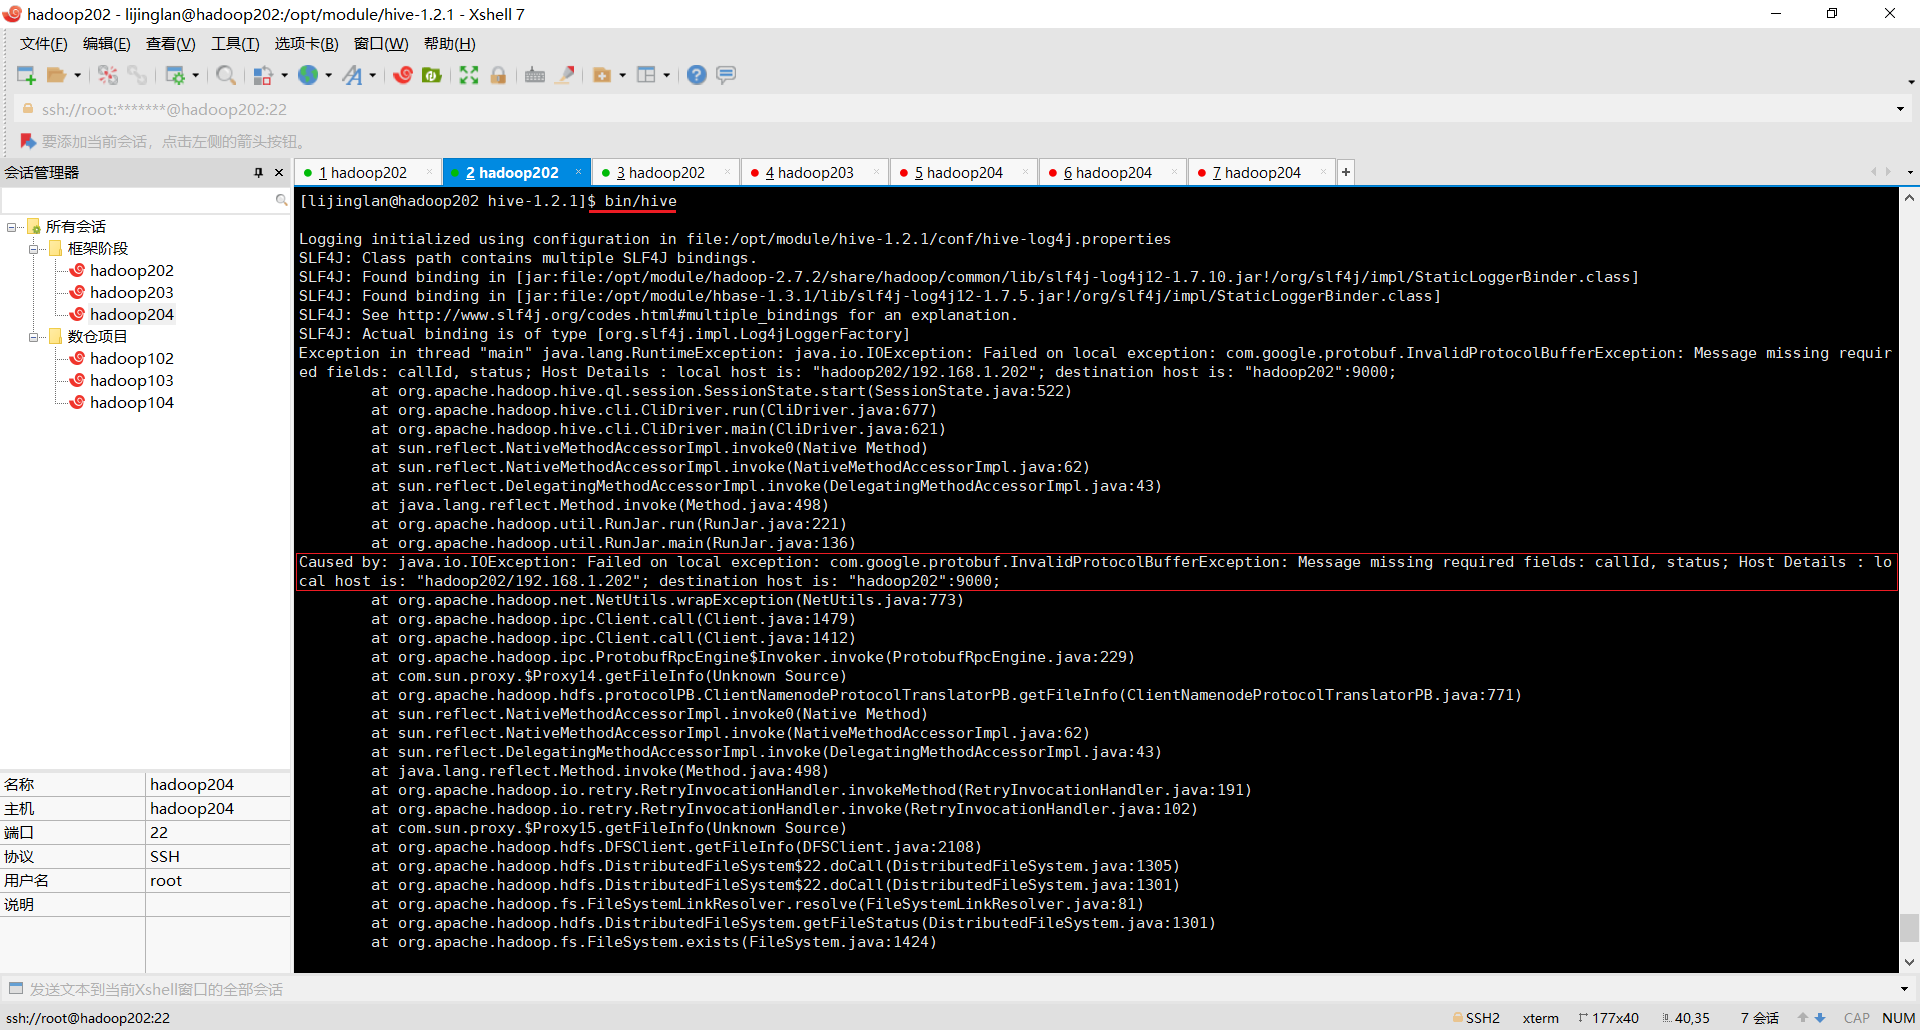 hadoop202 - lijinglan@hadoop202:/opt/module/hive-1.2.1 - Xshell 7
文件(F) 编辑(E) 查看(V) 工具(T) 选项卡(B) 窗口(W) 帮助(H)
ssh://root:*******@hadoop202:22
要添加当前会话，点击左侧的箭头按钮。
会话管理器
1 hadoop202 2 hadoop202 3 hadoop202 4 hadoop203 5 hadoop204 6 hadoop204 7 hadoop204 +
所有会话
框架阶段
hadoop202
hadoop203
hadoop204
数仓项目
hadoop102
hadoop103
hadoop104
名称 hadoop204
主机 hadoop204
端口 22
协议 SSH
用户名 root
说明
[lijinglan@hadoop202 hive-1.2.1]$ bin/hive
Logging initialized using configuration in file:/opt/module/hive-1.2.1/conf/hive-log4j.properties
SLF4J: Class path contains multiple SLF4J bindings.
SLF4J: Found binding in [jar:file:/opt/module/hadoop-2.7.2/share/hadoop/common/lib/slf4j-log4j12-1.7.10.jar!/org/slf4j/impl/StaticLoggerBinder.class]
SLF4J: Found binding in [jar:file:/opt/module/hbase-1.3.1/lib/slf4j-log4j12-1.7.5.jar!/org/slf4j/impl/StaticLoggerBinder.class]
SLF4J: See http://www.slf4j.org/codes.html#multiple_bindings for an explanation.
SLF4J: Actual binding is of type [org.slf4j.impl.Log4jLoggerFactory]
Exception in thread "main" java.lang.RuntimeException: java.io.IOException: Failed on local exception: com.google.protobuf.InvalidProtocolBufferException: Message missing requir
ed fields: callId, status; Host Details : local host is: "hadoop202/192.168.1.202"; destination host is: "hadoop202":9000;
at org.apache.hadoop.hive.ql.session.SessionState.start(SessionState.java:522)
at org.apache.hadoop.hive.cli.CliDriver.run(CliDriver.java:677)
at org.apache.hadoop.hive.cli.CliDriver.main(CliDriver.java:621)
at sun.reflect.NativeMethodAccessorImpl.invoke0(Native Method)
at sun.reflect.NativeMethodAccessorImpl.invoke(NativeMethodAccessorImpl.java:62)
at sun.reflect.DelegatingMethodAccessorImpl.invoke(DelegatingMethodAccessorImpl.java:43)
at java.lang.reflect.Method.invoke(Method.java:498)
at org.apache.hadoop.util.RunJar.run(RunJar.java:221)
at org.apache.hadoop.util.RunJar.main(RunJar.java:136)
Caused by: java.io.IOException: Failed on local exception: com.google.protobuf.InvalidProtocolBufferException: Message missing required fields: callId, status; Host Details : lo
cal host is: "hadoop202/192.168.1.202"; destination host is: "hadoop202":9000;
at org.apache.hadoop.net.NetUtils.wrapException(NetUtils.java:773)
at org.apache.hadoop.ipc.Client.call(Client.java:1479)
at org.apache.hadoop.ipc.Client.call(Client.java:1412)
at org.apache.hadoop.ipc.ProtobufRpcEngine$Invoker.invoke(ProtobufRpcEngine.java:229)
at com.sun.proxy.$Proxy14.getFileInfo(Unknown Source)
at org.apache.hadoop.hdfs.protocolPB.ClientNamenodeProtocolTranslatorPB.getFileInfo(ClientNamenodeProtocolTranslatorPB.java:771)
at sun.reflect.NativeMethodAccessorImpl.invoke0(Native Method)
at sun.reflect.NativeMethodAccessorImpl.invoke(NativeMethodAccessorImpl.java:62)
at sun.reflect.DelegatingMethodAccessorImpl.invoke(DelegatingMethodAccessorImpl.java:43)
at java.lang.reflect.Method.invoke(Method.java:498)
at org.apache.hadoop.io.retry.RetryInvocationHandler.invokeMethod(RetryInvocationHandler.java:191)
at org.apache.hadoop.io.retry.RetryInvocationHandler.invoke(RetryInvocationHandler.java:102)
at com.sun.proxy.$Proxy15.getFileInfo(Unknown Source)
at org.apache.hadoop.hdfs.DFSClient.getFileInfo(DFSClient.java:2108)
at org.apache.hadoop.hdfs.DistributedFileSystem$22.doCall(DistributedFileSystem.java:1305)
at org.apache.hadoop.hdfs.DistributedFileSystem$22.doCall(DistributedFileSystem.java:1301)
at org.apache.hadoop.fs.FileSystemLinkResolver.resolve(FileSystemLinkResolver.java:81)
at org.apache.hadoop.hdfs.DistributedFileSystem.getFileStatus(DistributedFileSystem.java:1301)
at org.apache.hadoop.fs.FileSystem.exists(FileSystem.java:1424)
发送文本到当前Xshell窗口的全部会话
ssh://root@hadoop202:22 SSH2 xterm 177x40 40,35 7 会话 CAP NUM